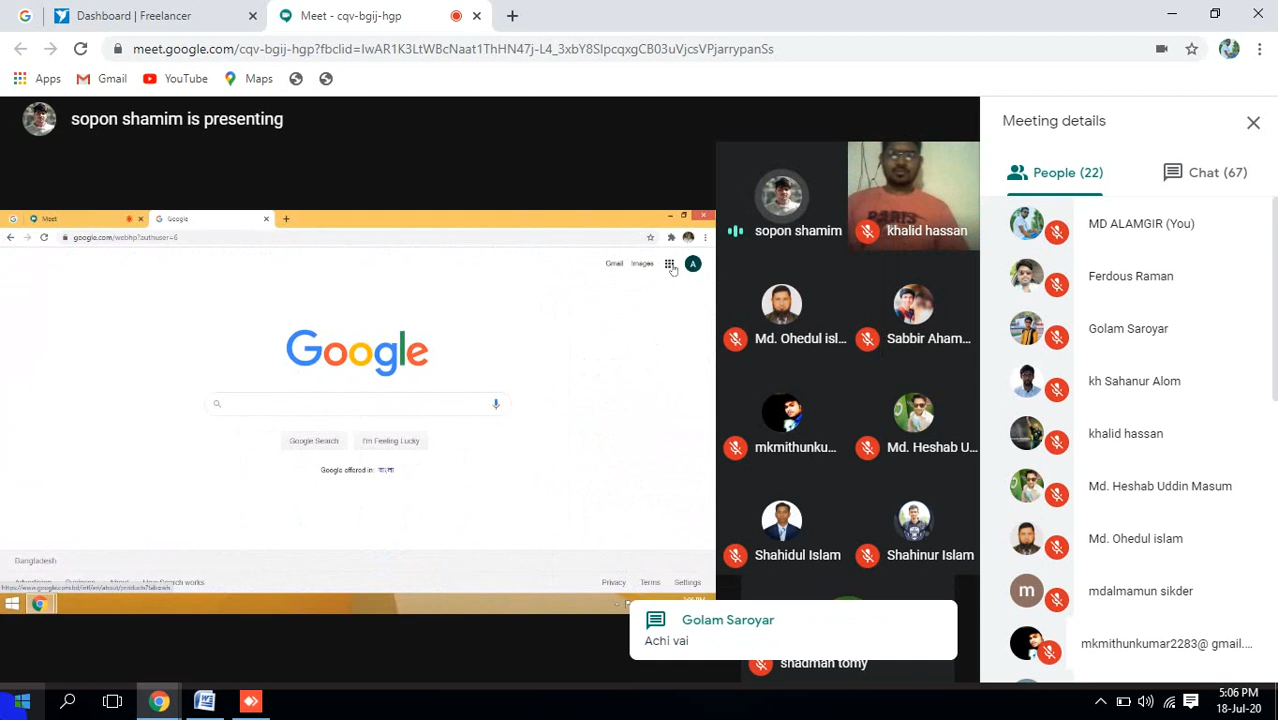 Dashboard | Freelancer
Meet - cqv-bgij-hgp
meet.google.com/cqv-bgij-hgp?fbclid=IwAR1K3LtWBcNaat1ThHN47j-L4_3xbY8SlpcqxgCB03uVjcsVPjarrypanSs
Apps
Gmail
YouTube
Maps
sopon shamim is presenting
Meet
Google
google.com/webhp?authuser=6
Gmail
Images
A
Google
Google Search
I'm Feeling Lucky
Google offered in: বাংলা
Bangladesh
Privacy
Terms
Settings
sopon shamim
khalid hassan
Md. Ohedul isl...
Sabbir Aham...
mkmithunku...
Md. Heshab U...
Shahidul Islam
Shahinur Islam
shadman tomy
Golam Saroyar
Achi vai
Meeting details
People (22)
Chat (67)
MD ALAMGIR (You)
Ferdous Raman
Golam Saroyar
kh Sahanur Alom
khalid hassan
Md. Heshab Uddin Masum
Md. Ohedul islam
m
mdalmamun sikder
mkmithunkumar2283@ gmail....
5:06 PM
18-Jul-20